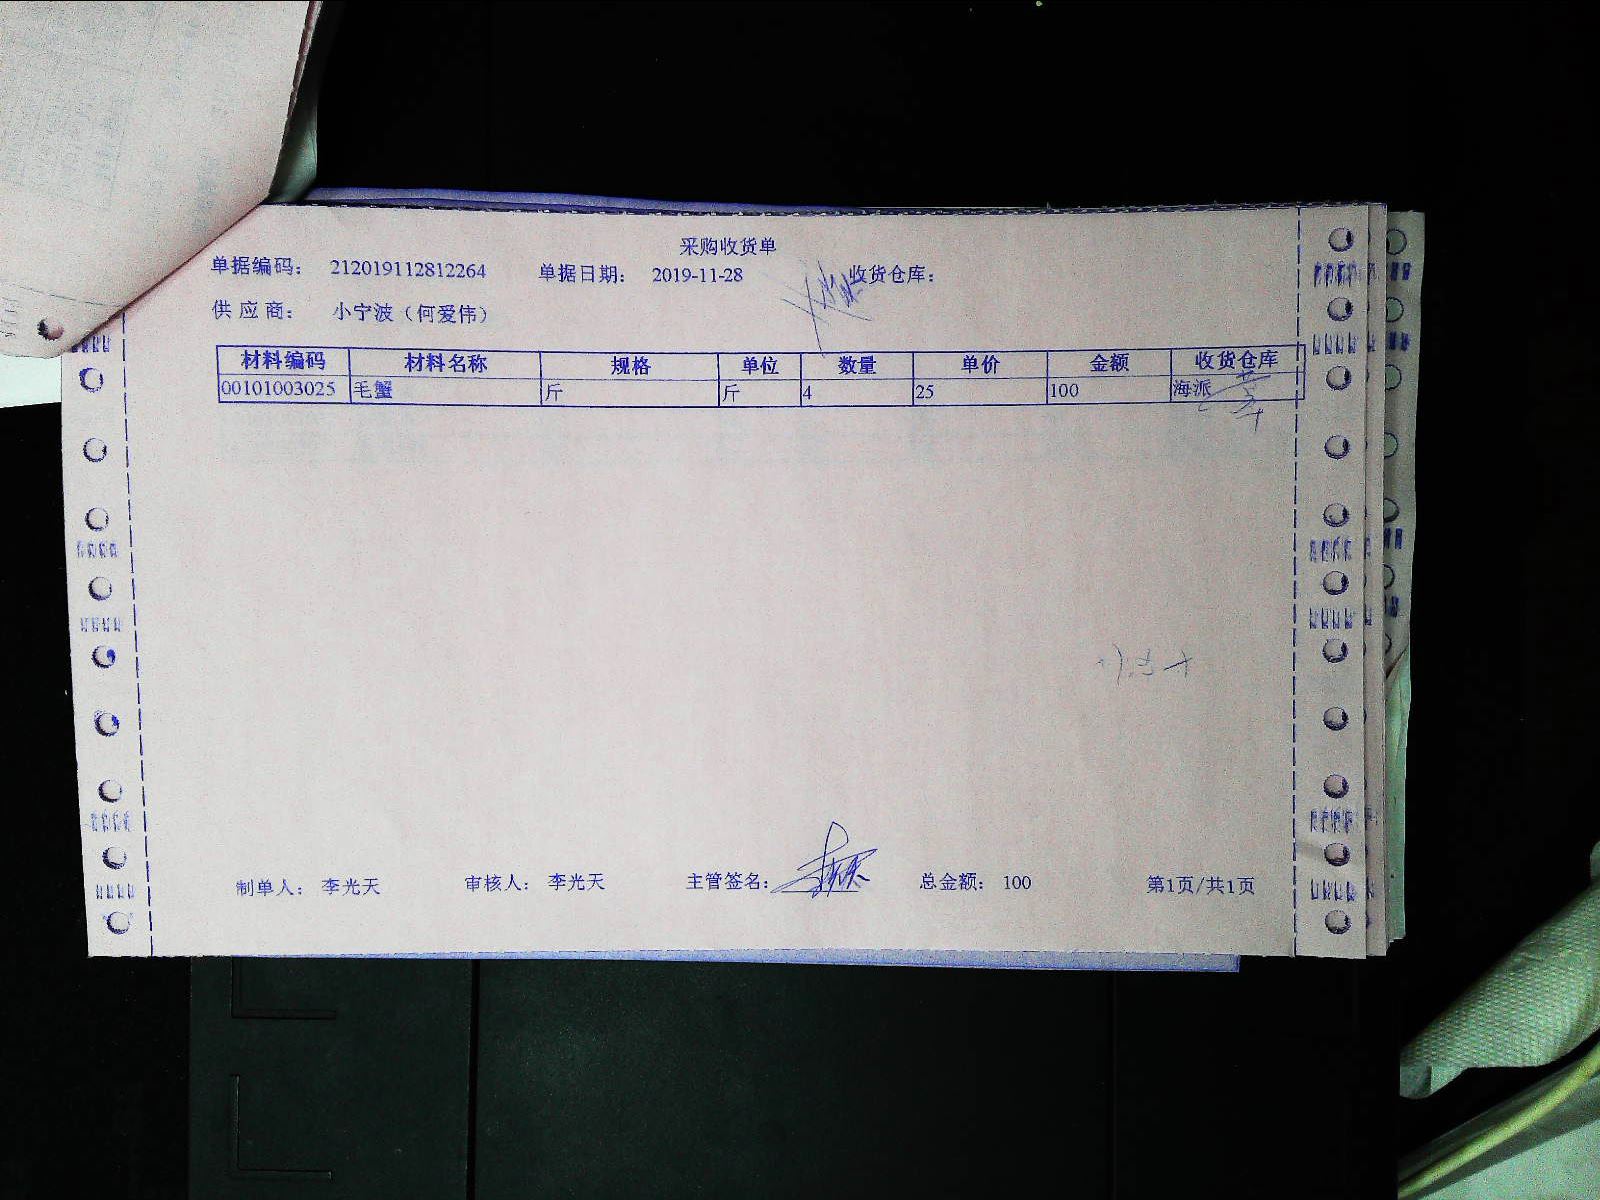 采购收货单
单据编码： 212019112812264 单据日期： 2019-11-28 收货仓库：
供应商： 小宁波（何爱伟）
材料编码 材料名称 规格 单位 数量 单价 金额 收货仓库
00101003025 毛蟹 斤 斤 4 25 100 海派
制单人： 李光天 审核人： 李光天 主管签名： 总金额： 100 第1页/共1页